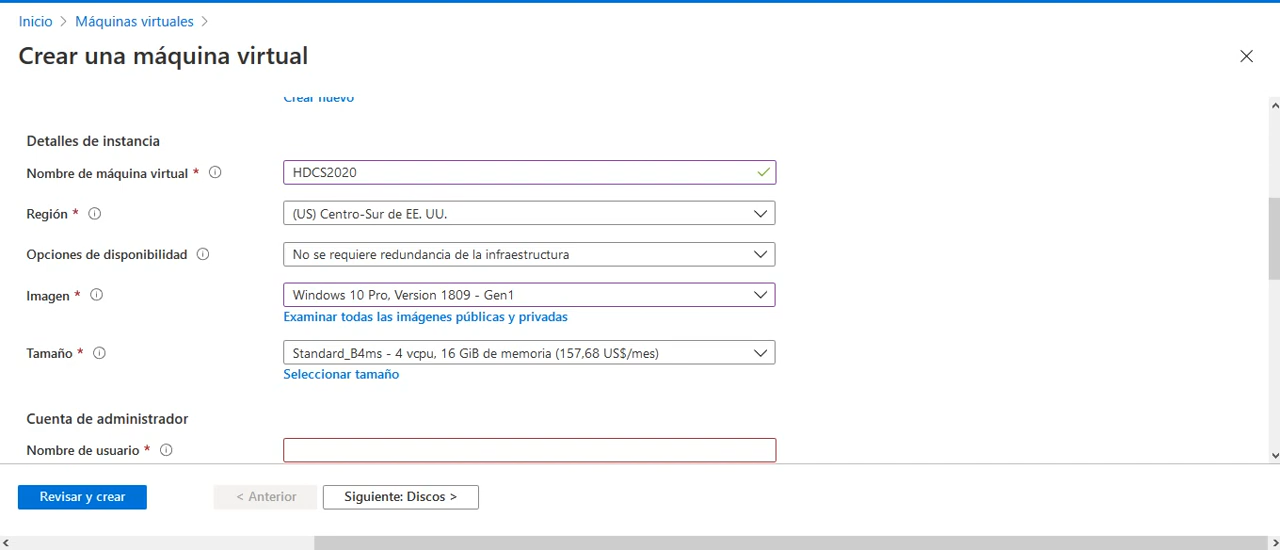 Inicio > Máquinas virtuales >
Crear una máquina virtual
Crear nuevo
Detalles de instancia
Nombre de máquina virtual * HDCS2020
Región * (US) Centro-Sur de EE. UU.
Opciones de disponibilidad No se requiere redundancia de la infraestructura
Imagen * Windows 10 Pro, Version 1809 - Gen1
Examinar todas las imágenes públicas y privadas
Tamaño * Standard_B4ms - 4 vcpu, 16 GiB de memoria (157,68 US$/mes)
Seleccionar tamaño
Cuenta de administrador
Nombre de usuario *
Revisar y crear < Anterior Siguiente: Discos >